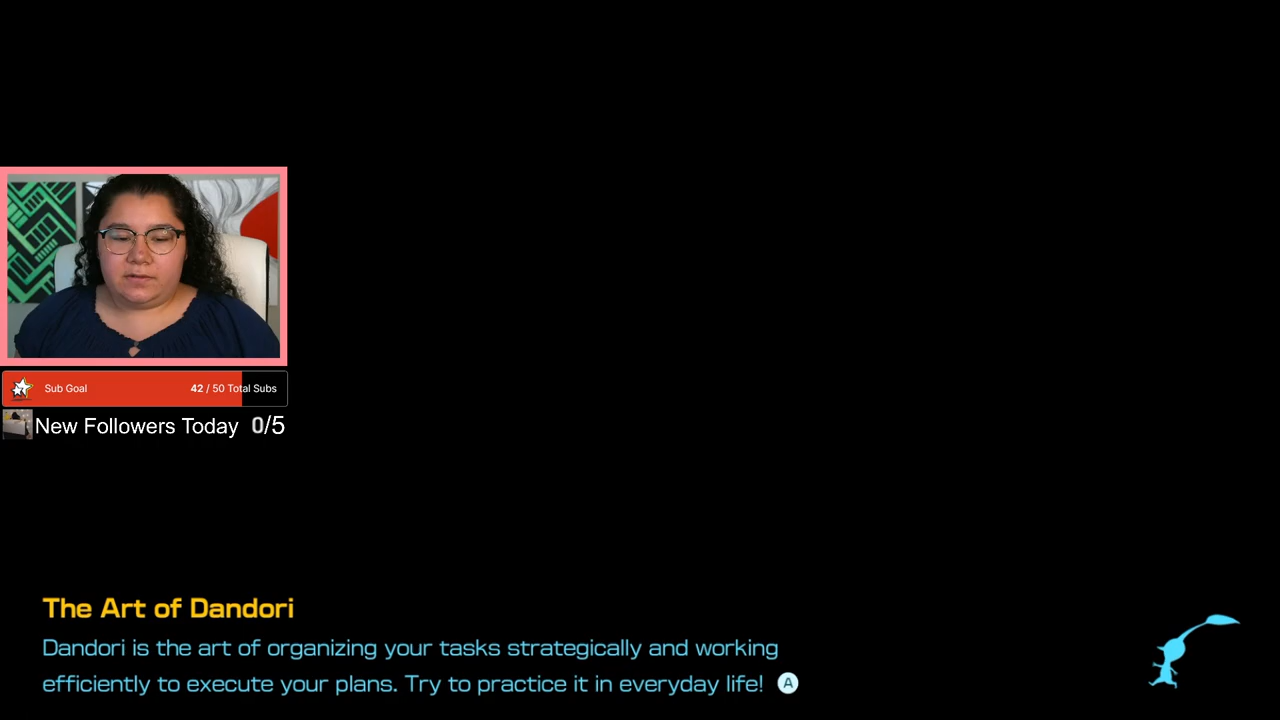 Sub Goal 42 / 50 Total Subs
New Followers Today 0/5
The Art of Dandori
Dandori is the art of organizing your tasks strategically and working
efficiently to execute your plans. Try to practice it in everyday life! A